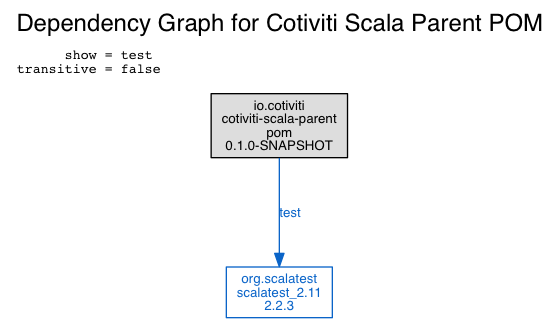 Dependency Graph for Cotiviti Scala Parent POM
show = test
transitive = false
io.cotiviti
cotiviti-scala-parent
pom
0.1.0-SNAPSHOT
test
org.scalatest
scalatest_2.11
2.2.3